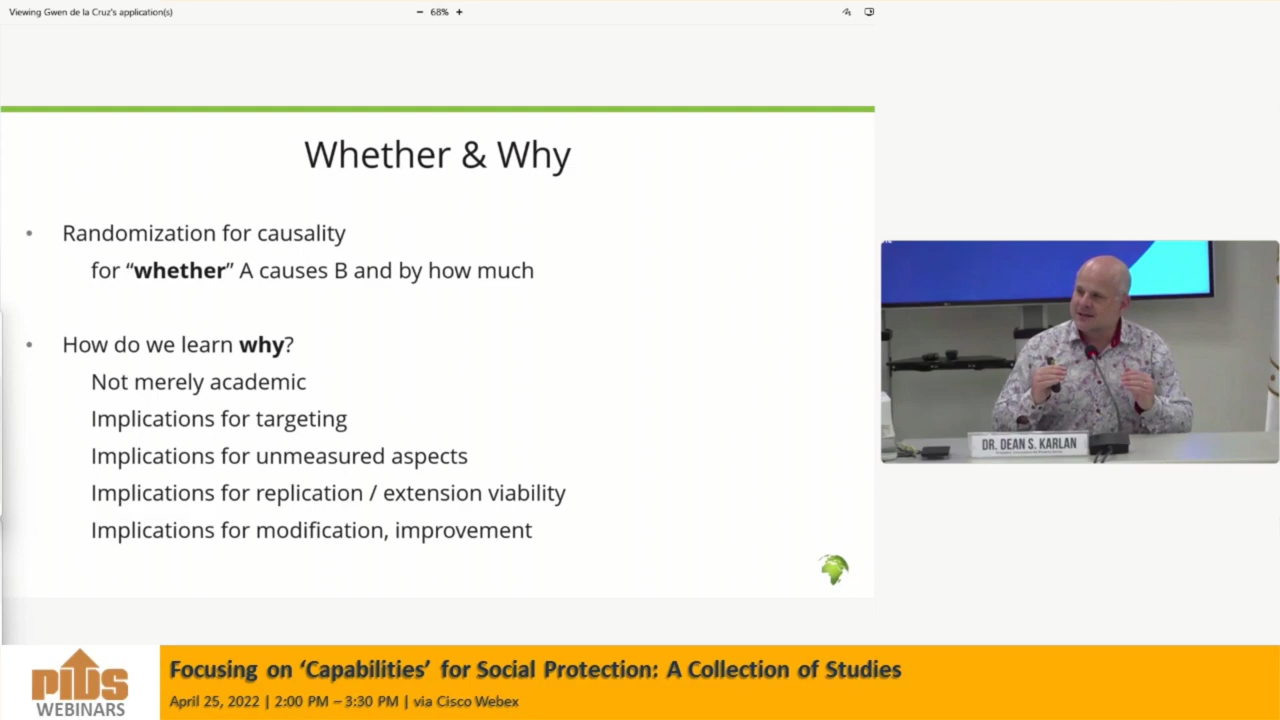 Viewing Gwen de la Cruz's application(s)
− 68% +
Whether & Why
• Randomization for causality
for “whether” A causes B and by how much
• How do we learn why?
Not merely academic
Implications for targeting
Implications for unmeasured aspects
Implications for replication / extension viability
Implications for modification, improvement
DR. DEAN S. KARLAN
PIDS
WEBINARS
Focusing on ‘Capabilities’ for Social Protection: A Collection of Studies
April 25, 2022 | 2:00 PM – 3:30 PM | via Cisco Webex